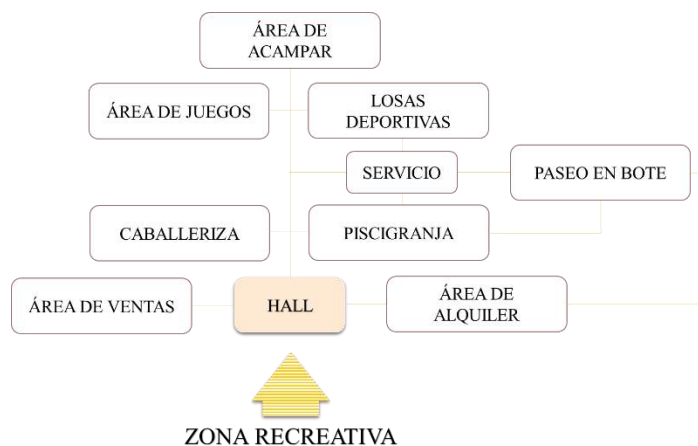 ÁREA DE
ACAMPAR
ÁREA DE JUEGOS
LOSAS
DEPORTIVAS
SERVICIO
PASEO EN BOTE
CABALLERIZA
PISCIGRANJA
ÁREA DE VENTAS
HALL
ÁREA DE
ALQUILER
ZONA RECREATIVA